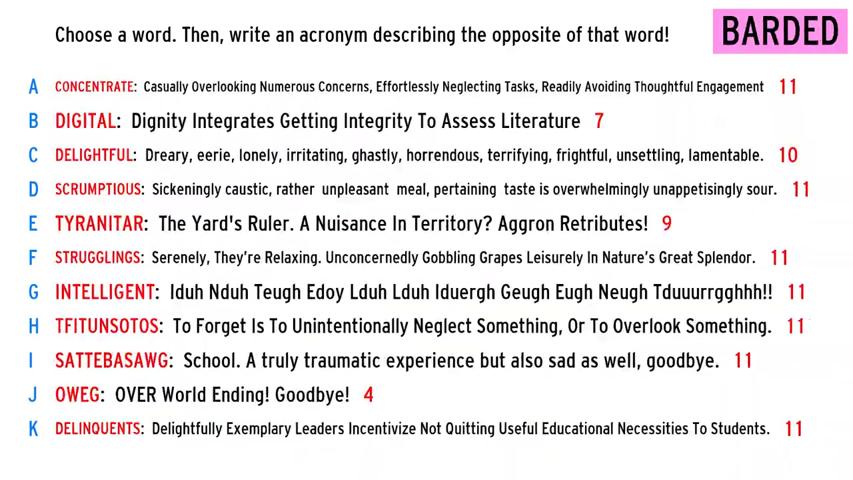 Choose a word. Then, write an acronym describing the opposite of that word!
BARDED
A CONCENTRATE: Casually Overlooking Numerous Concerns, Effortlessly Neglecting Tasks, Readily Avoiding Thoughtful Engagement 11
B DIGITAL: Dignity Integrates Getting Integrity To Assess Literature 7
C DELIGHTFUL: Dreary, eerie, lonely, irritating, ghastly, horrendous, terrifying, frightful, unsettling, lamentable. 10
D SCRUMPTIOUS: Sickeningly caustic, rather unpleasant meal, pertaining taste is overwhelmingly unappetisingly sour. 11
E TYRANITAR: The Yard's Ruler. A Nuisance In Territory? Aggron Retributes! 9
F STRUGGLINGS: Serenely, They're Relaxing. Unconcernedly Gobbling Grapes Leisurely In Nature's Great Splendor. 11
G INTELLIGENT: Iduh Nduh Teugh Edoy Lduh Lduh Iduergh Geugh Eugh Neugh Tduuurrgghhh!! 11
H TFITUNSOTOS: To Forget Is To Unintentionally Neglect Something, Or To Overlook Something. 11
I SATTEBASAWG: School. A truly traumatic experience but also sad as well, goodbye. 11
J OWEG: OVER World Ending! Goodbye! 4
K DELINQUENTS: Delightfully Exemplary Leaders Incentivize Not Quitting Useful Educational Necessities To Students. 11